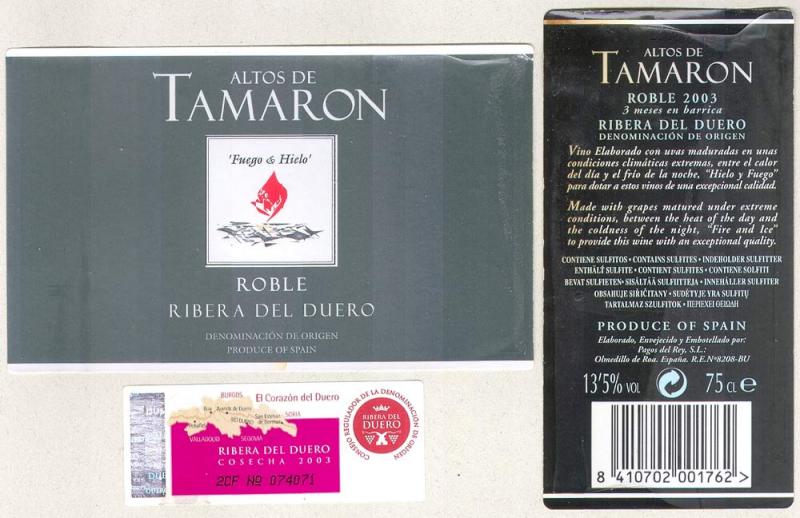 ALTOS DE
TAMARON
'Fuego & Hielo'
ROBLE
RIBERA DEL DUERO
DENOMINACIÓN DE ORIGEN
PRODUCE OF SPAIN
El Corazón del Duero
BURGOS
Aranda de Duero
Roa
San Esteban
de Gormaz
SORIA
VALLADOLID
SEGOVIA
RIBERA DEL DUERO
COSECHA 2003
2CF Nº 074071
CONSEJO REGULADOR DE LA DENOMINACIÓN DE ORIGEN
RIBERA DEL
DUERO
ALTOS DE
TAMARON
ROBLE 2003
3 meses en barrica
RIBERA DEL DUERO
DENOMINACIÓN DE ORIGEN
Vino Elaborado con uvas maduradas en unas
condiciones climáticas extremas, entre el calor
del día y el frío de la noche, "Hielo y Fuego"
para dotar a estos vinos de una excepcional calidad.
Made with grapes matured under extreme
conditions, between the heat of the day and
the coldness of the night, "Fire and Ice"
to provide this wine with an exceptional quality.
CONTIENE SULFITOS • CONTAINS SULFITES • INDEHOLDER SULFITTER
ENTHÄLT SULFITE • CONTIENT SULFITES • CONTIENE SOLFITI
BEVAT SULFIETEN • SISÄLTÄÄ SULFIITTEJA • INNEHÅLLER SULFITER
OBSAHUJE SIŘIČITANY • SUDĖTYJE YRA SULFITŲ
TARTALMAZ SZULFITOK • ΠΕΡΙΕΧΕΙ ΘΕΙΩΔΗ
PRODUCE OF SPAIN
Elaborado, Envejecido y Embotellado por:
Pagos del Rey, S.L.:
Olmedillo de Roa. España. R.E.Nº8208-BU
13'5% VOL 75 CL e
8 410702 001762 >